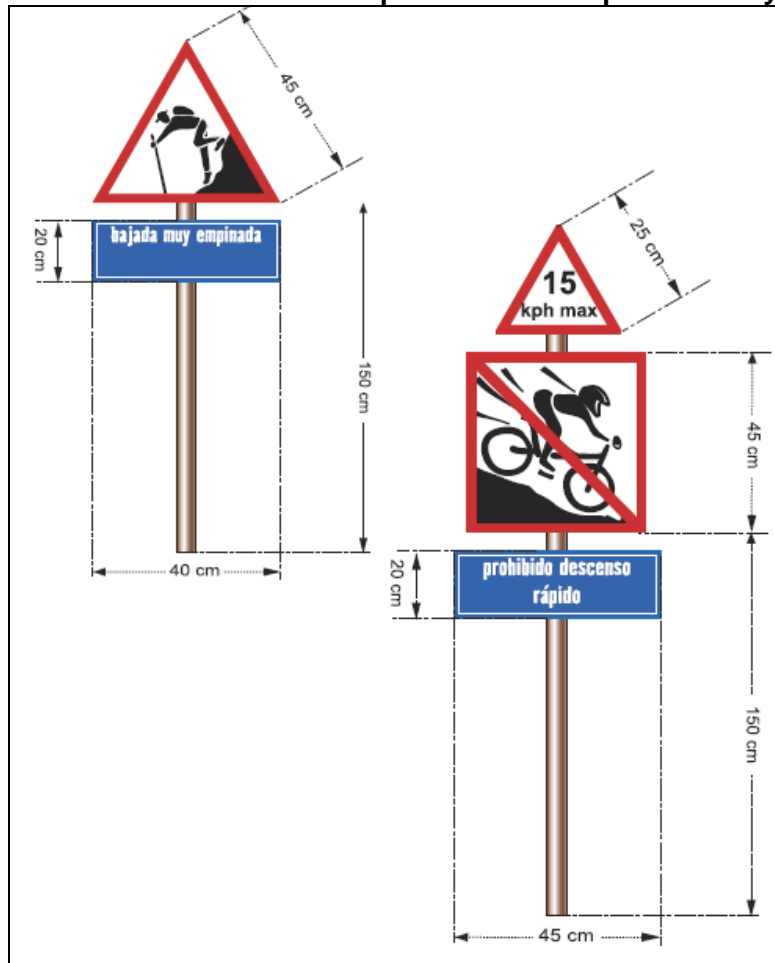 45 cm
bajada muy empinada
20 cm
150 cm
40 cm
25 cm
15
kph max
45 cm
prohibido descenso
rápido
20 cm
150 cm
45 cm